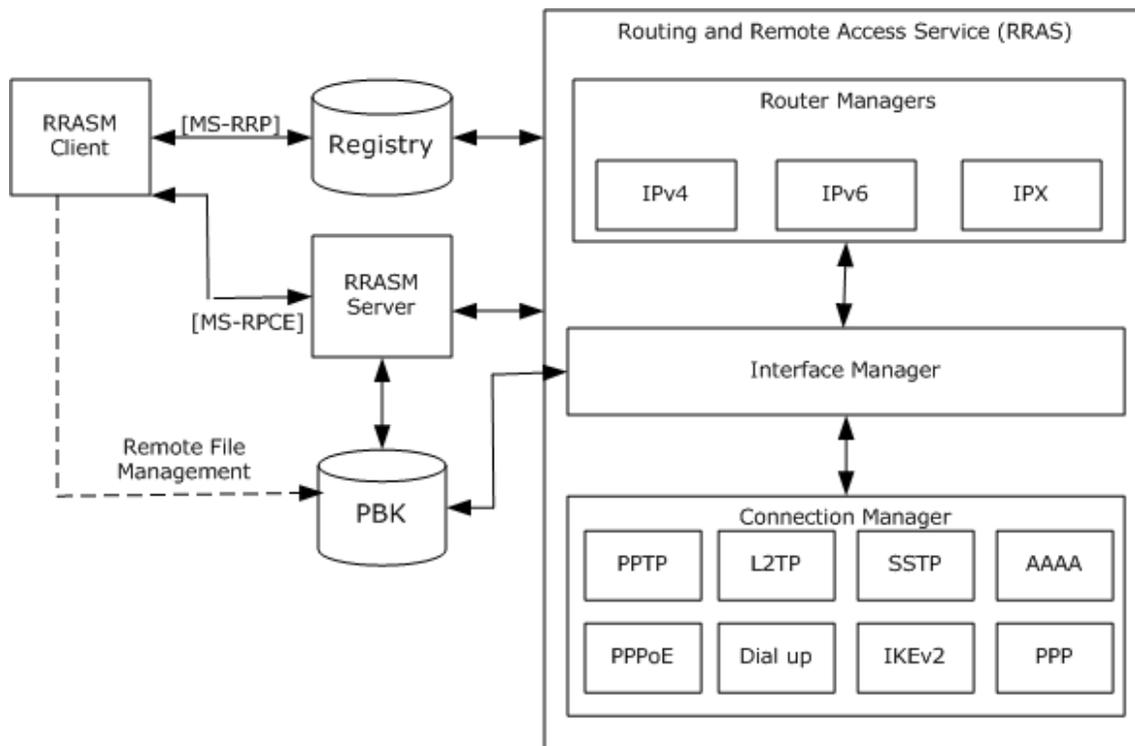 Routing and Remote Access Service (RRAS)
RRASM
Client
[MS-RRP]
Registry
Router Managers
IPv4
IPv6
IPX
RRASM
Server
[MS-RPCE]
Interface Manager
Remote File
Management
PBK
Connection Manager
PPTP
L2TP
SSTP
AAAA
PPPoE
Dial up
IKEv2
PPP